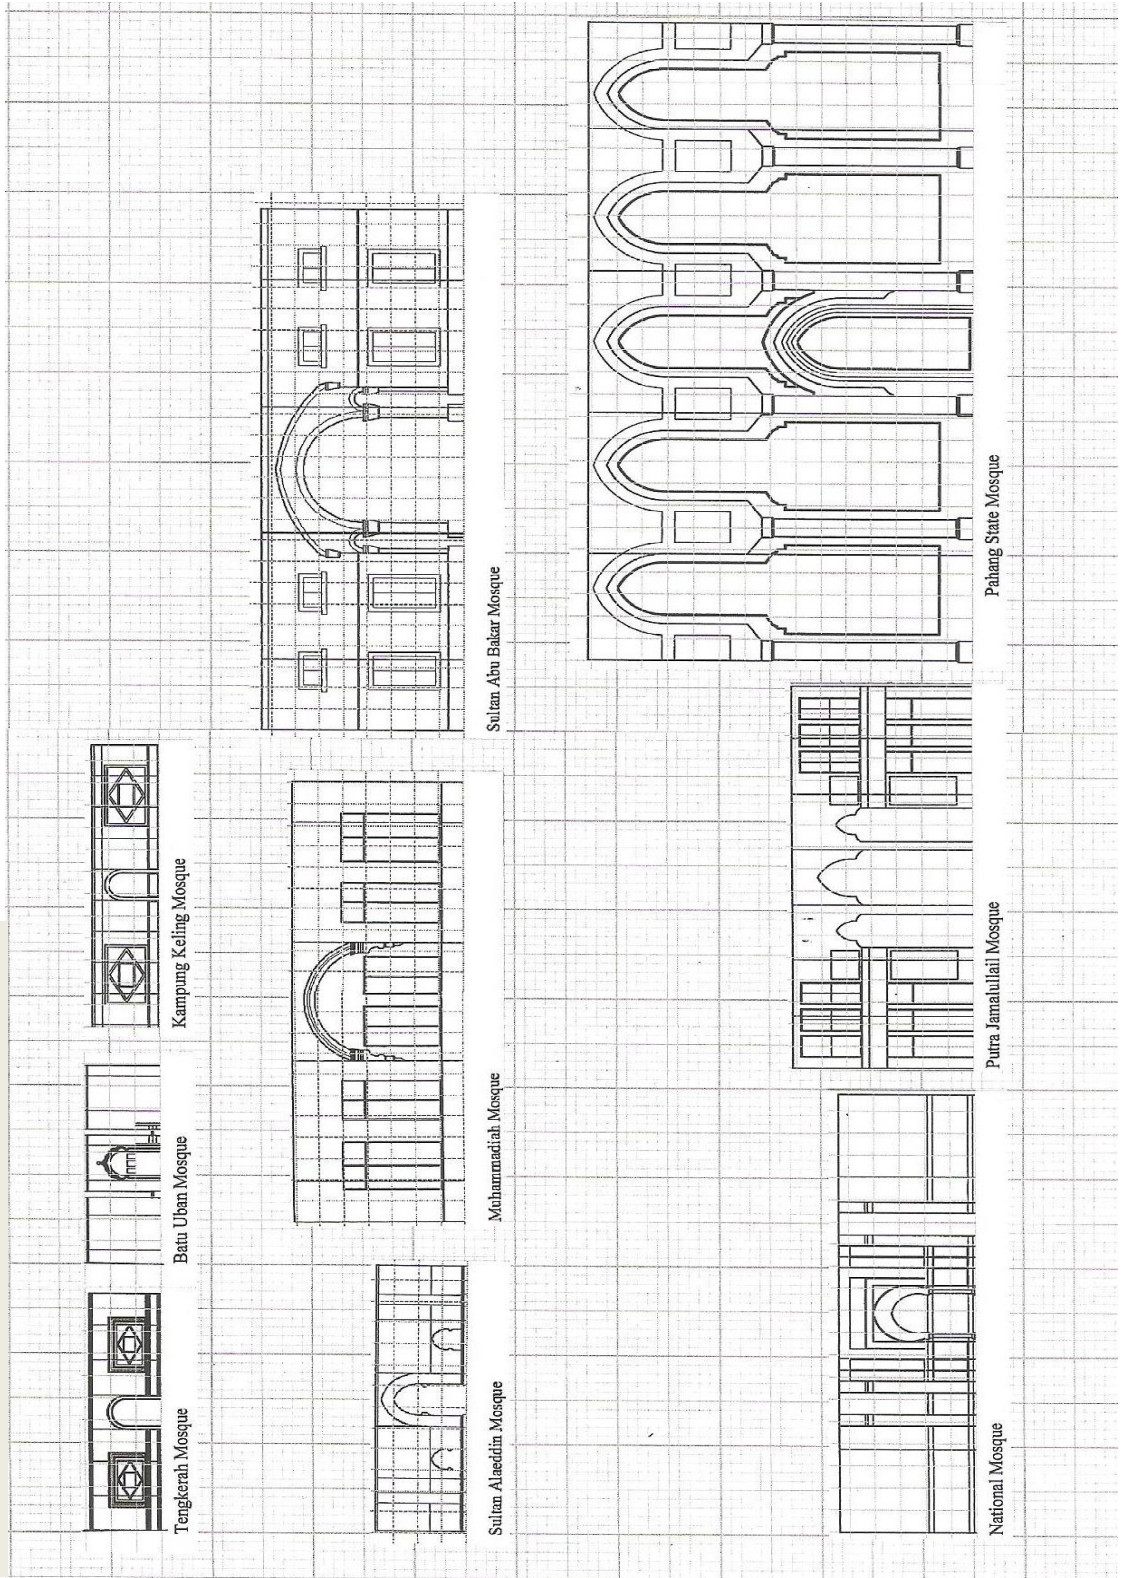 Tengkerah Mosque
Batu Uban Mosque
Kampung Keling Mosque
Sultan Alaeddin Mosque
Muhammadiah Mosque
Sultan Abu Bakar Mosque
National Mosque
Putra Jamalullail Mosque
Pahang State Mosque